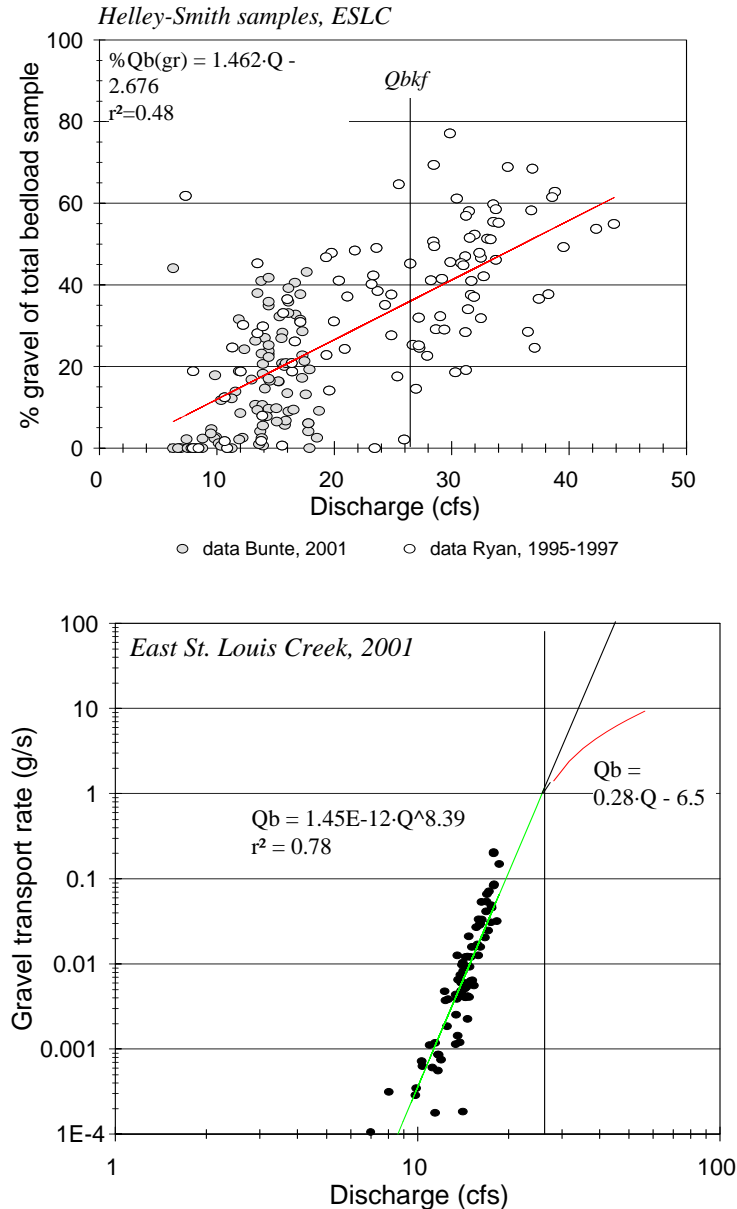 Helley-Smith samples, ESLC
100
80
60
40
20
0
% gravel of total bedload sample
%Qb(gr) = 1.462·Q -
2.676
r²=0.48
Qbkf
0 10 20 30 40 50
Discharge (cfs)
data Bunte, 2001 data Ryan, 1995-1997
100
10
1
0.1
0.01
0.001
1E-4
Gravel transport rate (g/s)
East St. Louis Creek, 2001
Qb =
0.28·Q - 6.5
Qb = 1.45E-12·Q^8.39
r² = 0.78
1 10 100
Discharge (cfs)